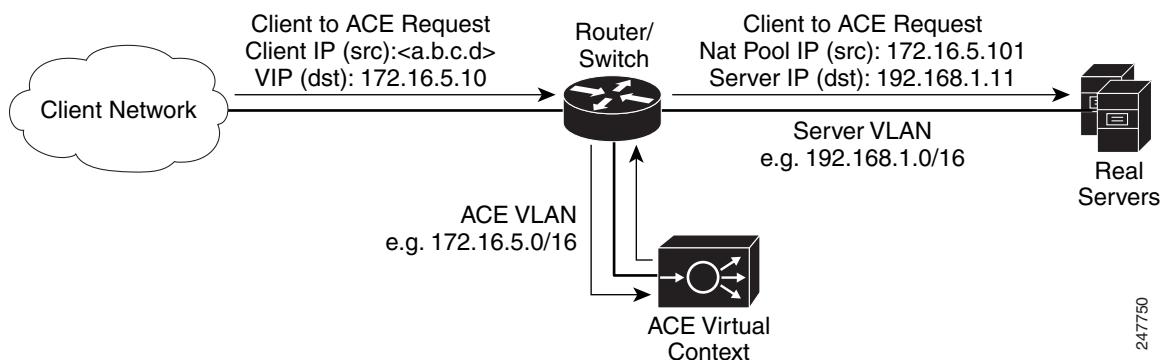 Client to ACE Request
Client IP (src):<a.b.c.d>
VIP (dst): 172.16.5.10
Router/
Switch
Client to ACE Request
Nat Pool IP (src): 172.16.5.101
Server IP (dst): 192.168.1.11
Client Network
Server VLAN
e.g. 192.168.1.0/16
Real
Servers
ACE VLAN
e.g. 172.16.5.0/16
ACE Virtual
Context
247750